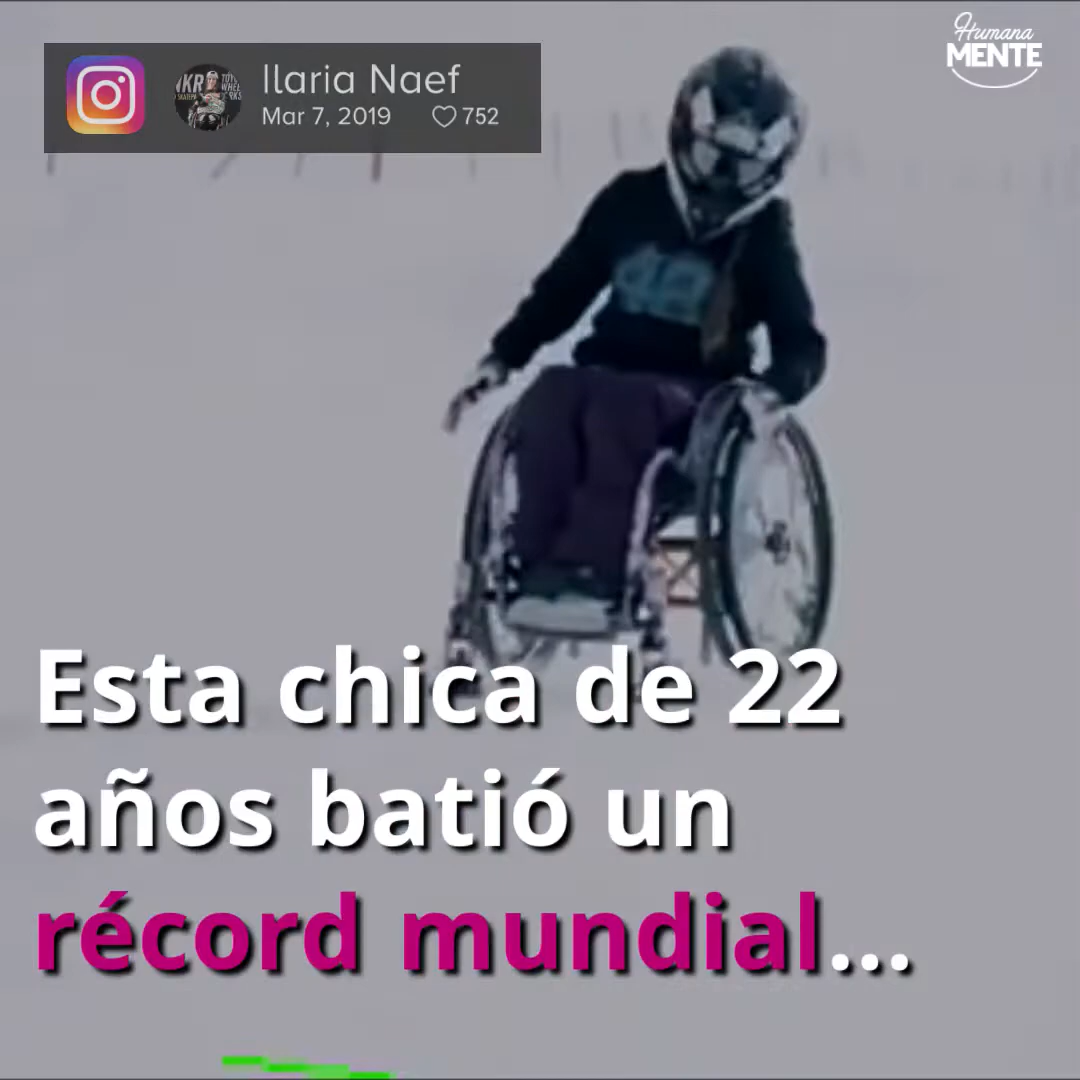 Humana
MENTE
Ilaria Naef
Mar 7, 2019 752
Esta chica de 22
años batió un
récord mundial...